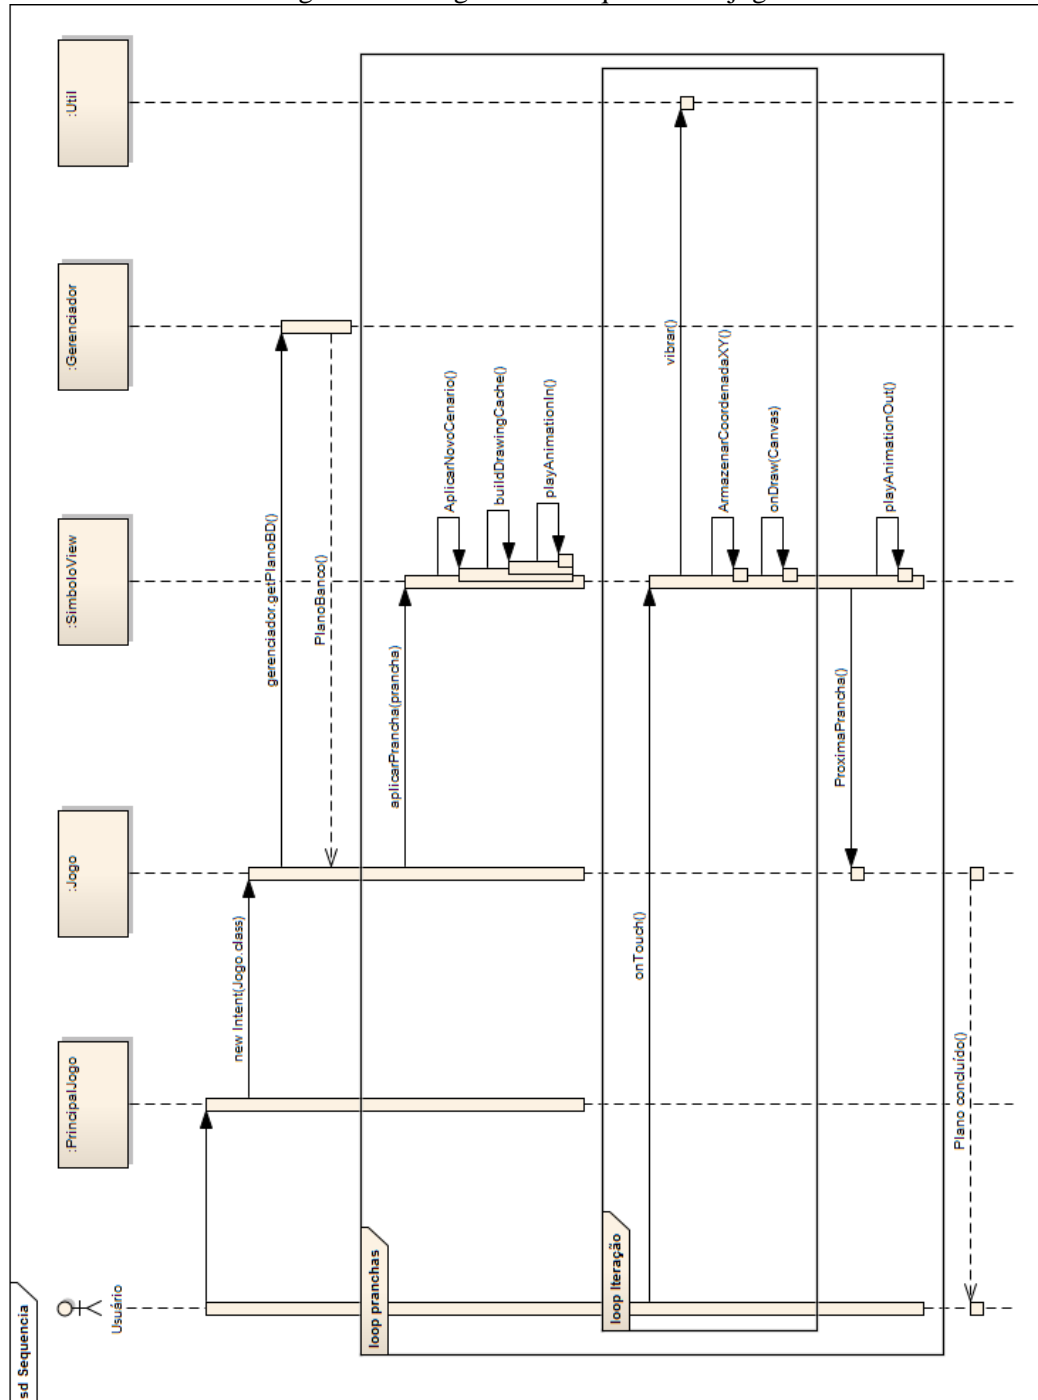 sd Sequencia
Usuário
:PrincipalJogo
:Jogo
:SimboloView
:Gerenciador
:Util
new Intent(Jogo.class)
gerenciador.getPlanoBD()
PlanoBanco()
loop pranchas
aplicarPrancha(prancha)
AplicarNovoCenario()
buildDrawingCache()
playAnimationIn()
loop Iteração
onTouch()
vibrar()
ArmazenarCoordenadaXY()
onDraw(Canvas)
ProximaPrancha()
playAnimationOut()
Plano concluído()